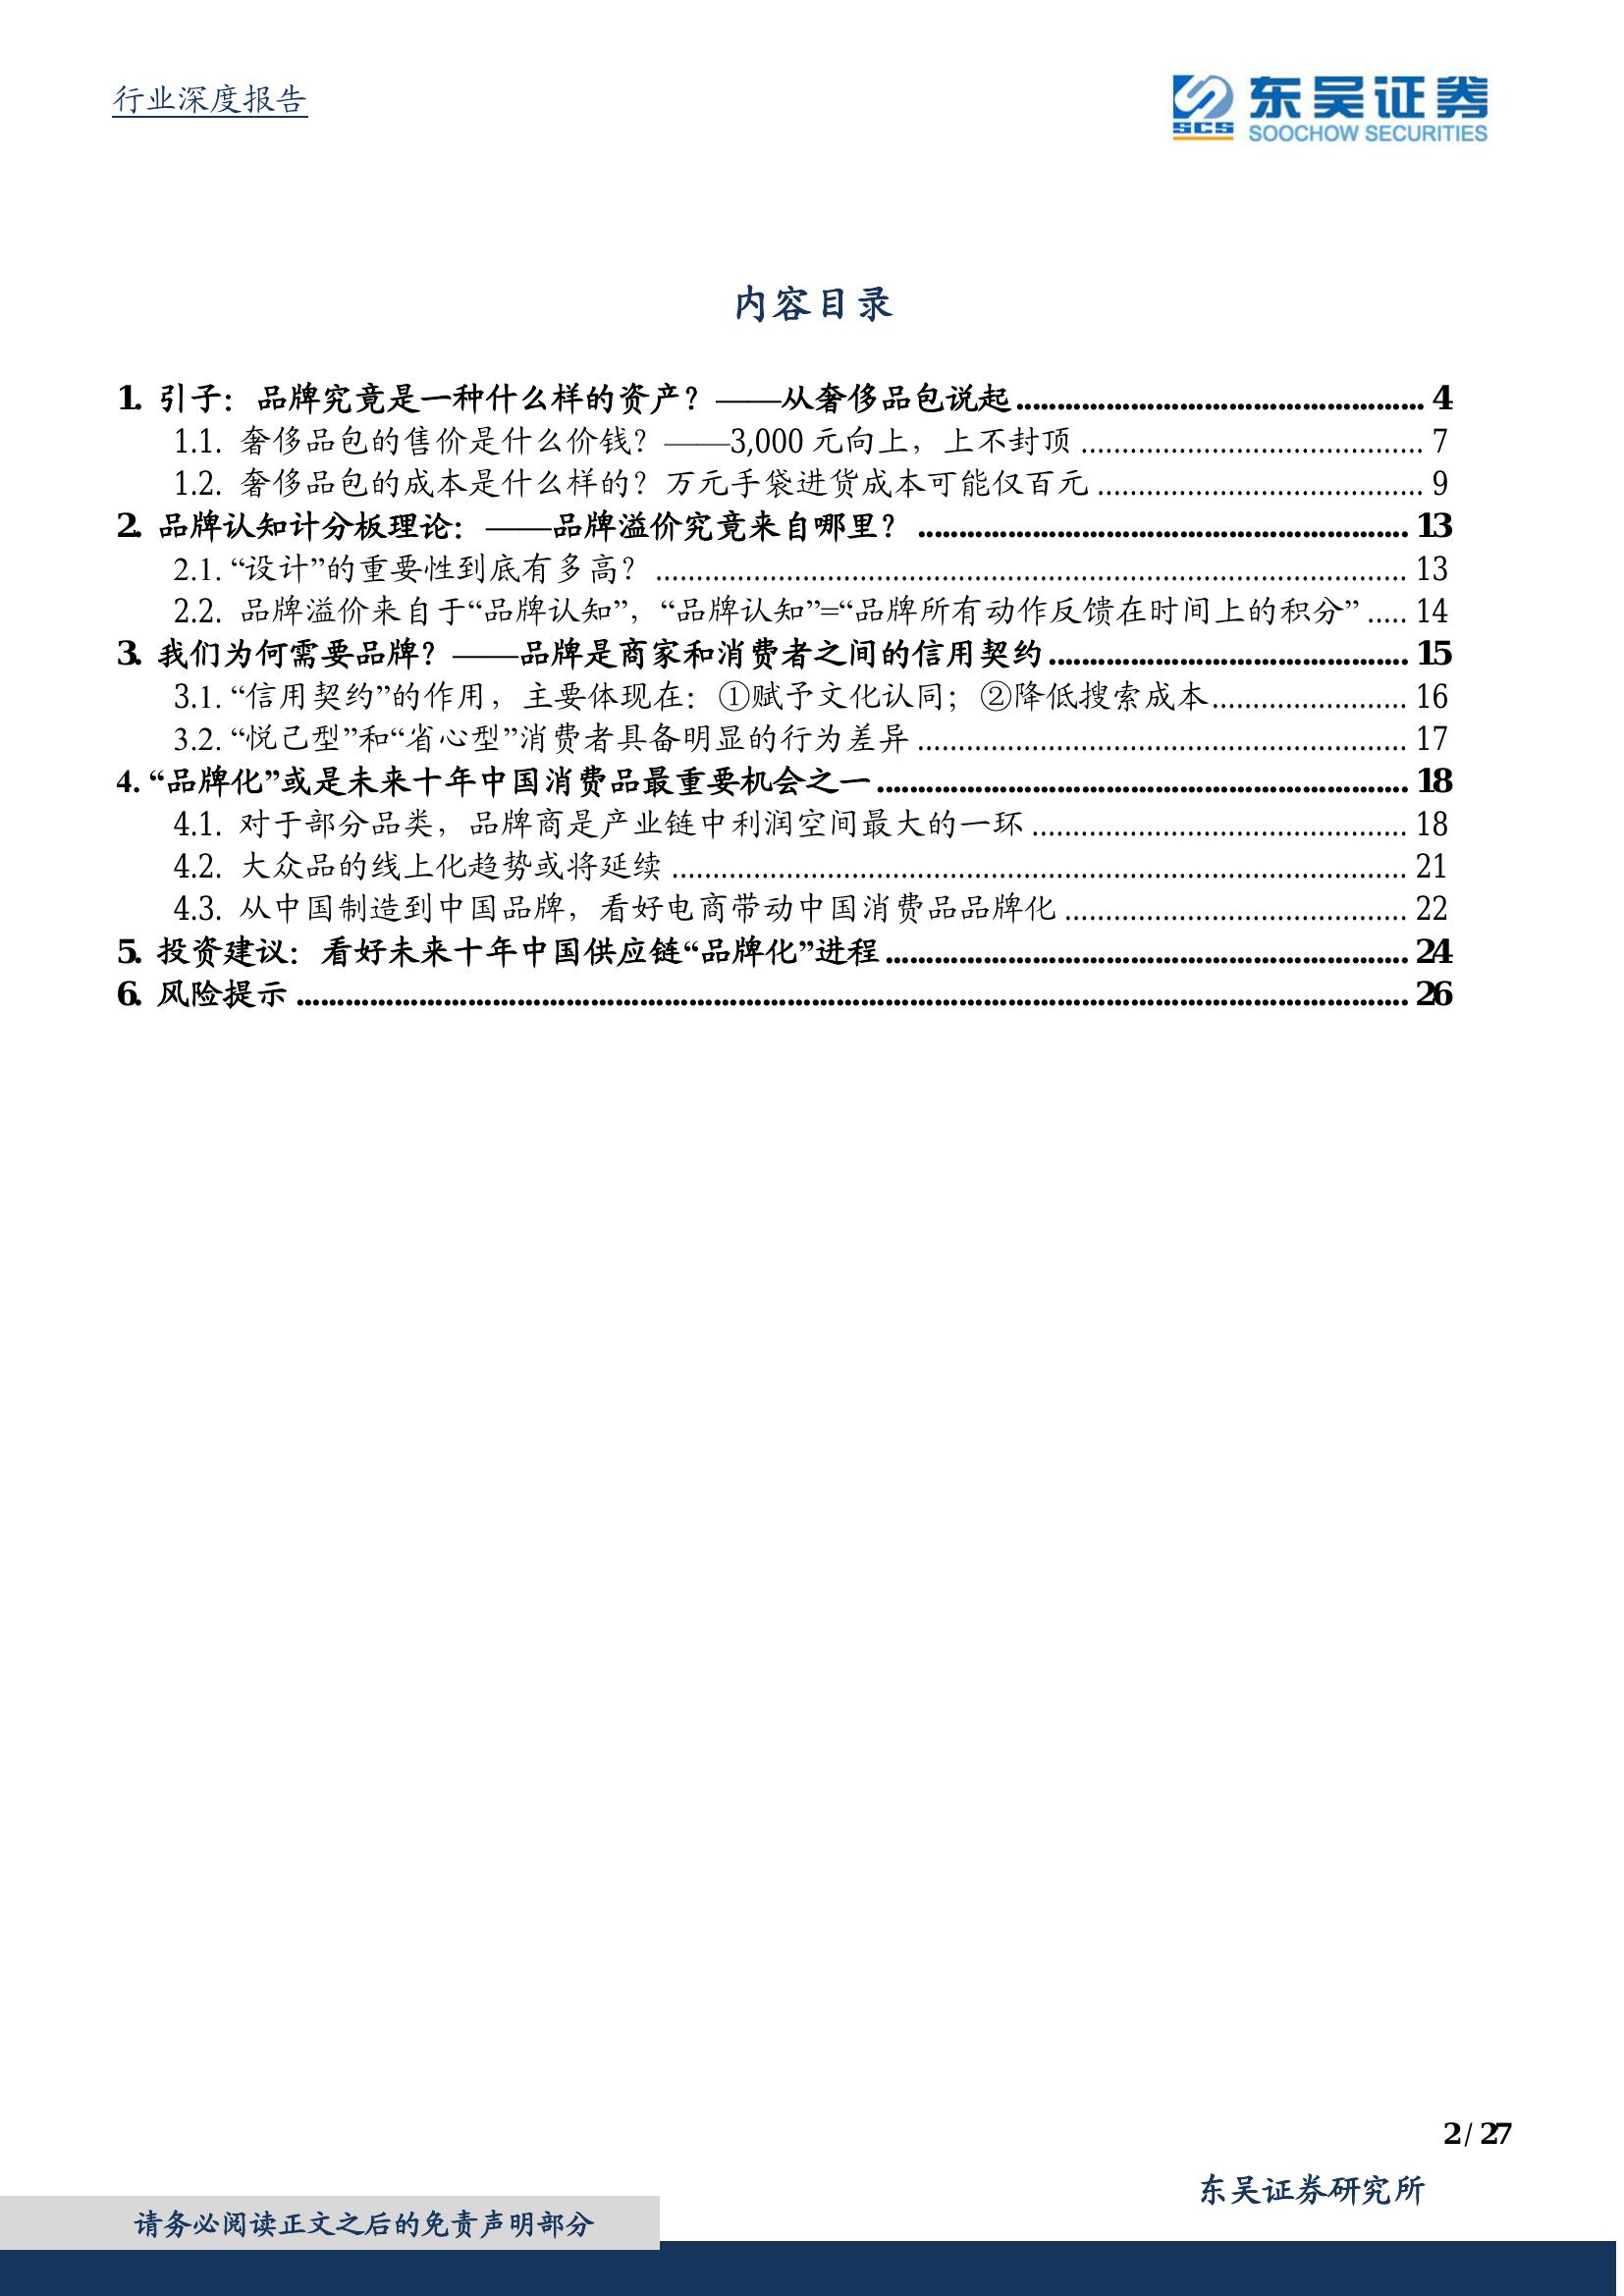 行业深度报告
东吴证券
SCS
SOOCHOW SECURITIES
内容目录
1. 引子：品牌究竟是一种什么样的资产？——从奢侈品包说起.................................................. 4
1.1. 奢侈品包的售价是什么价钱？——3,000 元向上，上不封顶 .......................................... 7
1.2. 奢侈品包的成本是什么样的？万元手袋进货成本可能仅百元 ........................................ 9
2. 品牌认知计分板理论：——品牌溢价究竟来自哪里？ ............................................................ 13
2.1. “设计”的重要性到底有多高？ ............................................................................................ 13
2.2. 品牌溢价来自于“品牌认知”，“品牌认知”=“品牌所有动作反馈在时间上的积分” ..... 14
3. 我们为何需要品牌？——品牌是商家和消费者之间的信用契约............................................ 15
3.1. “信用契约”的作用，主要体现在：①赋予文化认同；②降低搜索成本........................ 16
3.2. “悦己型”和“省心型”消费者具备明显的行为差异 ............................................................ 17
4. “品牌化”或是未来十年中国消费品最重要机会之一................................................................. 18
4.1. 对于部分品类，品牌商是产业链中利润空间最大的一环 .............................................. 18
4.2. 大众品的线上化趋势或将延续 .......................................................................................... 21
4.3. 从中国制造到中国品牌，看好电商带动中国消费品品牌化 .......................................... 22
5. 投资建议：看好未来十年中国供应链“品牌化”进程................................................................ 24
6. 风险提示 ........................................................................................................................................ 26
2 / 27
东吴证券研究所
请务必阅读正文之后的免责声明部分